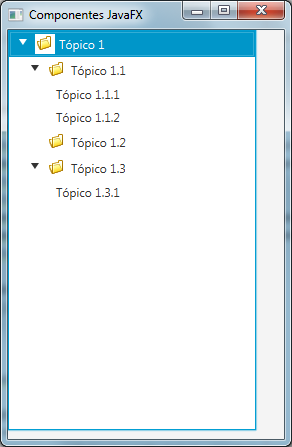 Componentes JavaFX
Tópico 1
Tópico 1.1
Tópico 1.1.1
Tópico 1.1.2
Tópico 1.2
Tópico 1.3
Tópico 1.3.1